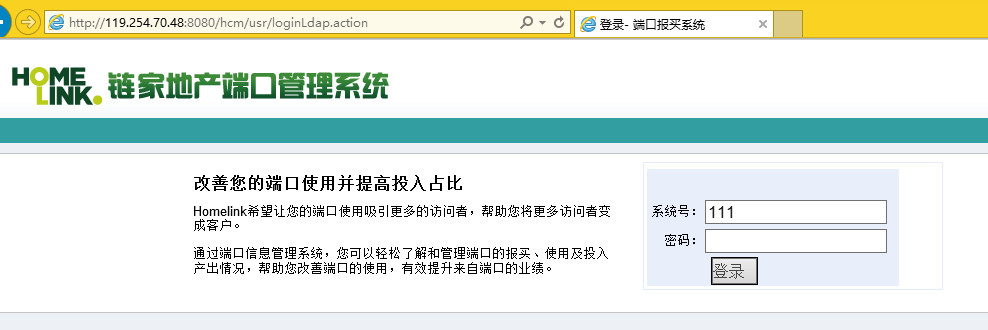 http://119.254.70.48:8080/hcm/usr/loginLdap.action
登录- 端口报买系统
HOME
LINK.
链家地产端口管理系统
改善您的端口使用并提高投入占比
Homelink希望让您的端口使用吸引更多的访问者，帮助您将更多访问者变
成客户。
通过端口信息管理系统，您可以轻松了解和管理端口的报买、使用及投入
产出情况，帮助您改善端口的使用，有效提升来自端口的业绩。
系统号：111
密码：
登录